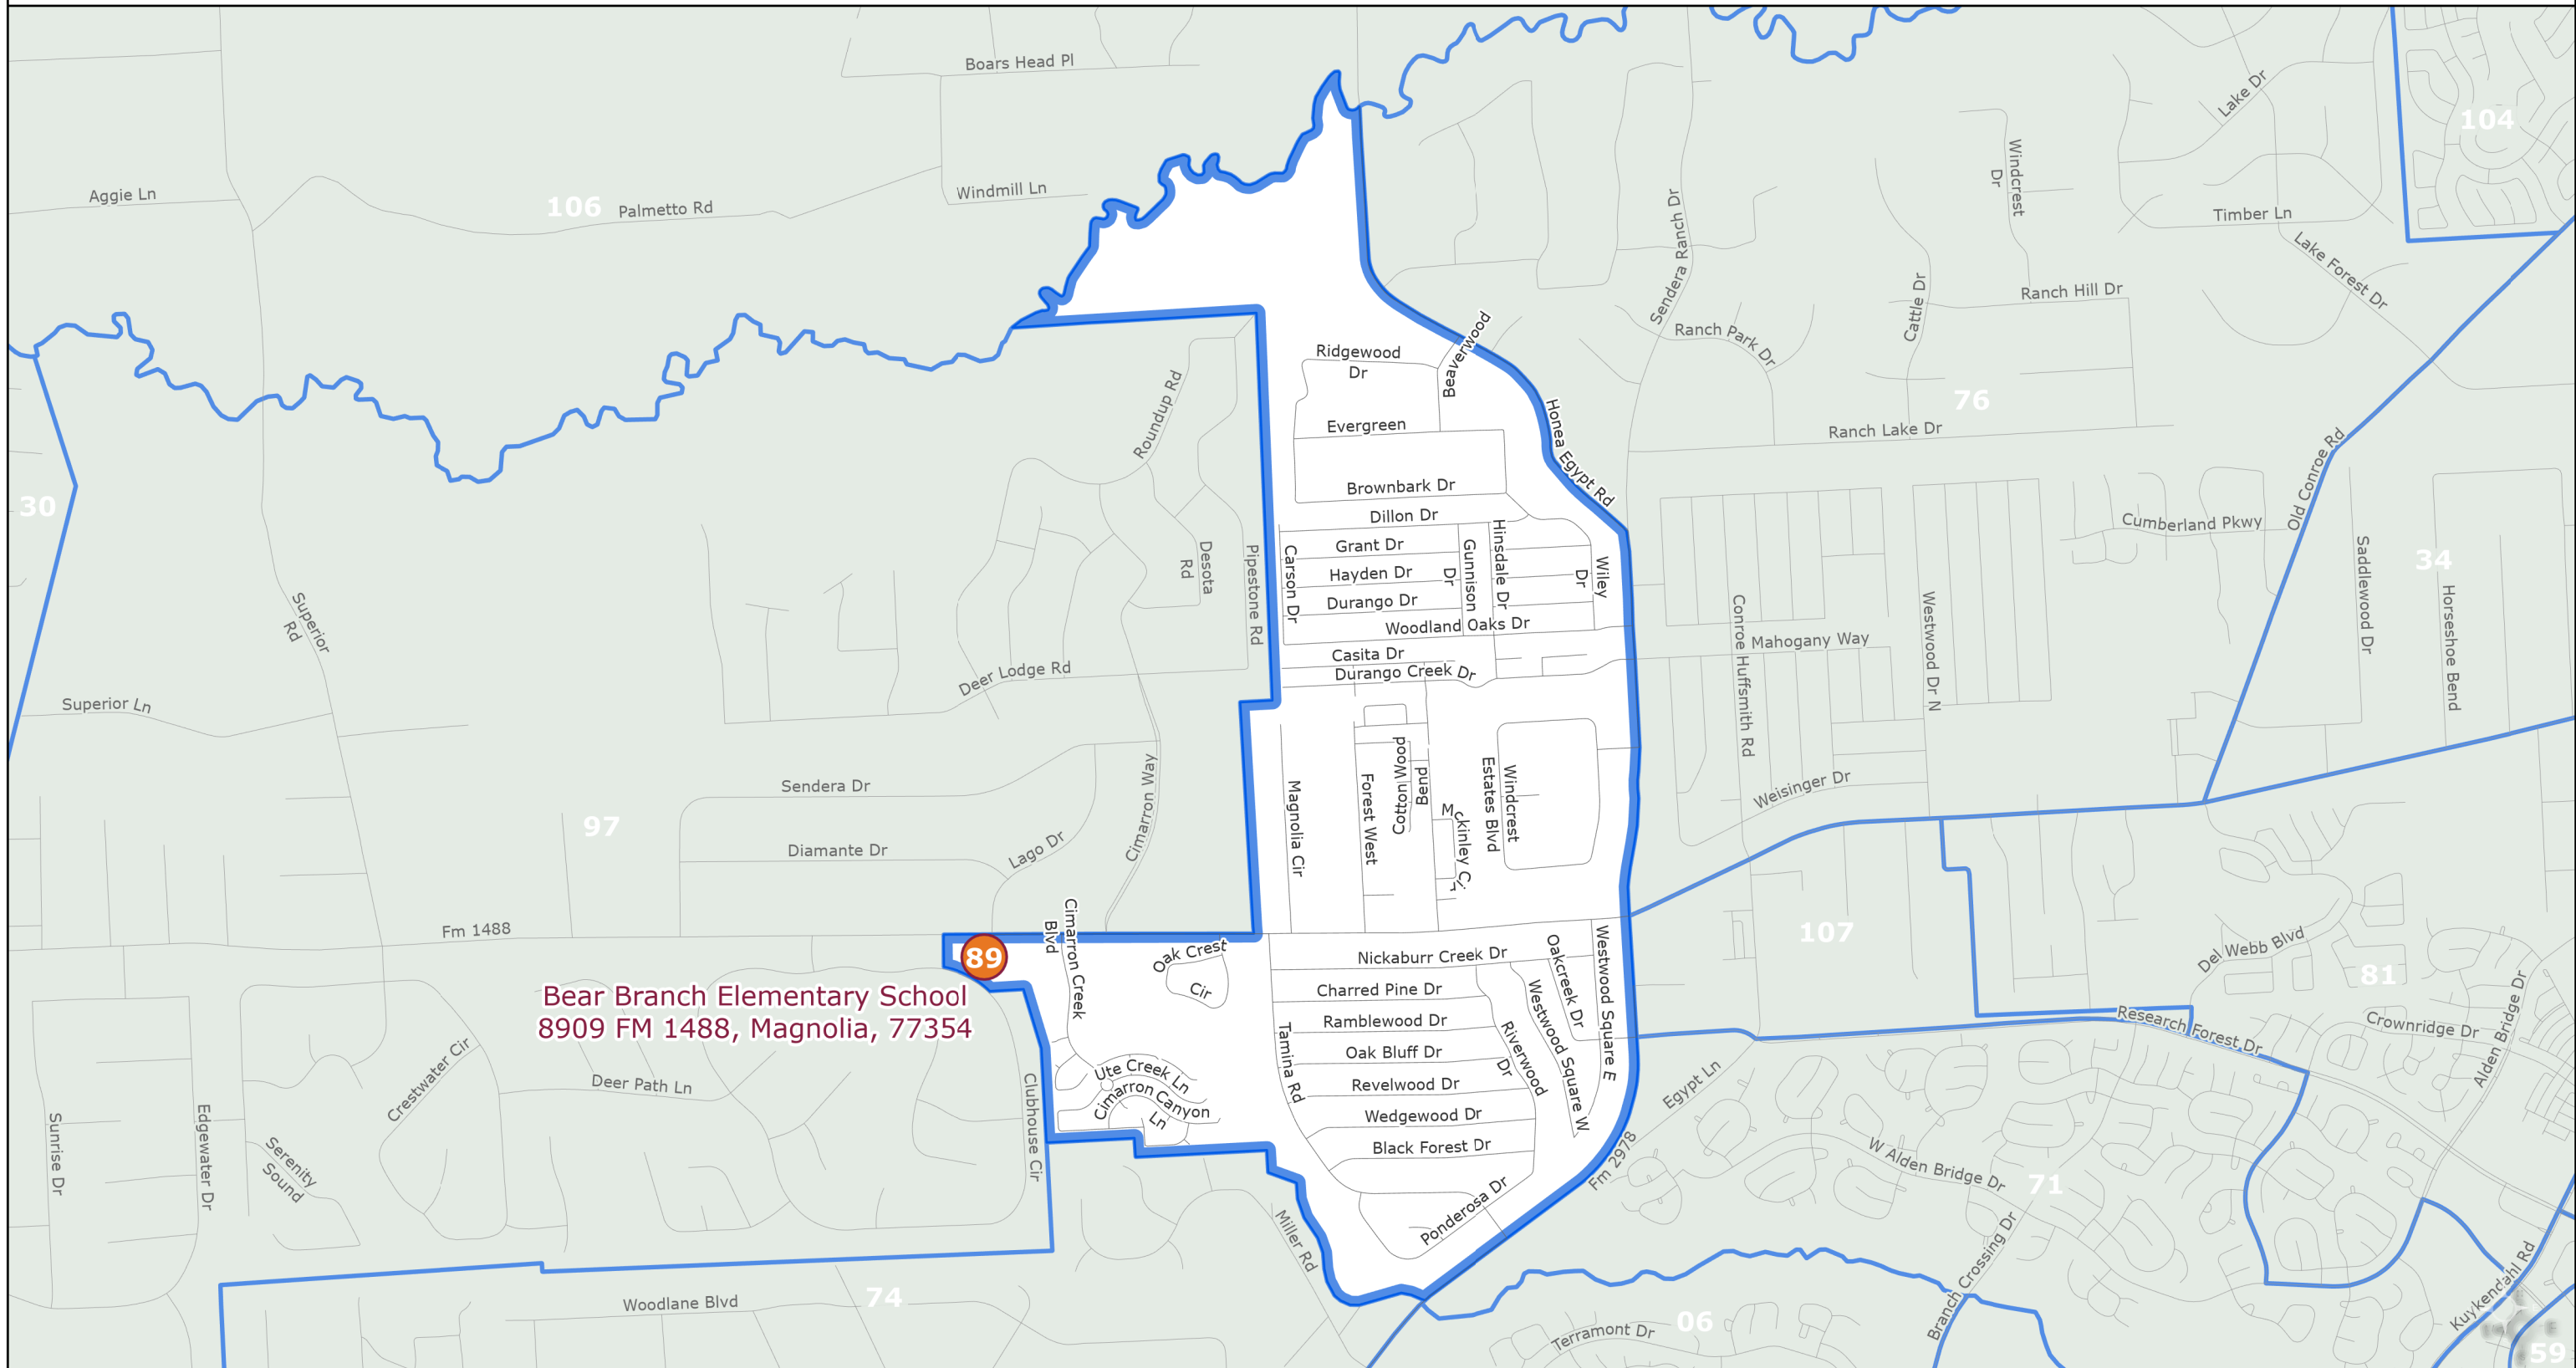 Boars Head Pl
Lake Dr
104
Aggie Ln
106
Palmetto Rd
Windmill Ln
Sendera Ranch Dr
Windcrest
Dr
Timber Ln
Lake Forest Dr
Ranch Hill Dr
Cattle Dr
Ranch Park Dr
Beaverwood
Ridgewood
Dr
Roundup Rd
76
Honea Egypt Rd
Evergreen
Ranch Lake Dr
Old Conroe Rd
30
Brownbark Dr
Dillon Dr
Cumberland Pkwy
Grant Dr
Hayden Dr
Durango Dr
Carson Dr
Gunnison
Dr
Hinsdale Dr
Wiley
Dr
Desota
Rd
Pipestone Rd
Saddlewood Dr
34
Horseshoe Bend
Superior
Rd
Woodland Oaks Dr
Casita Dr
Durango Creek Dr
Conroe Huffsmith Rd
Mahogany Way
Westwood Dr N
Deer Lodge Rd
Superior Ln
Sendera Dr
Cimarron Way
Magnolia Cir
Forest West
CottonWood
Bend
Mckinley Cir
Windcrest
Estates Blvd
Weisinger Dr
97
Diamante Dr
Lago Dr
Fm 1488
Cimarron Creek
Blvd
89
Oak Crest
Cir
Nickaburr Creek Dr
Oakcreek Dr
Westwood Square E
107
Del Webb Blvd
81
Bear Branch Elementary School
8909 FM 1488, Magnolia, 77354
Charred Pine Dr
Ramblewood Dr
Oak Bluff Dr
Revelwood Dr
Wedgewood Dr
Black Forest Dr
Tamina Rd
Riverwood
Dr
Westwood Square W
Research Forest Dr
Crownridge Dr
Alden Bridge Dr
Crestwater Cir
Deer Path Ln
Clubhouse Cir
Ute Creek Ln
Cimarron Canyon
Ln
Egypt Ln
Sunrise Dr
Edgewater Dr
Serenity
Sound
Fm 2978
W Alden Bridge Dr
71
Ponderosa Dr
Miller Rd
Branch Crossing Dr
Kuykendahl Rd
Woodlane Blvd
74
06
Terramont Dr
59